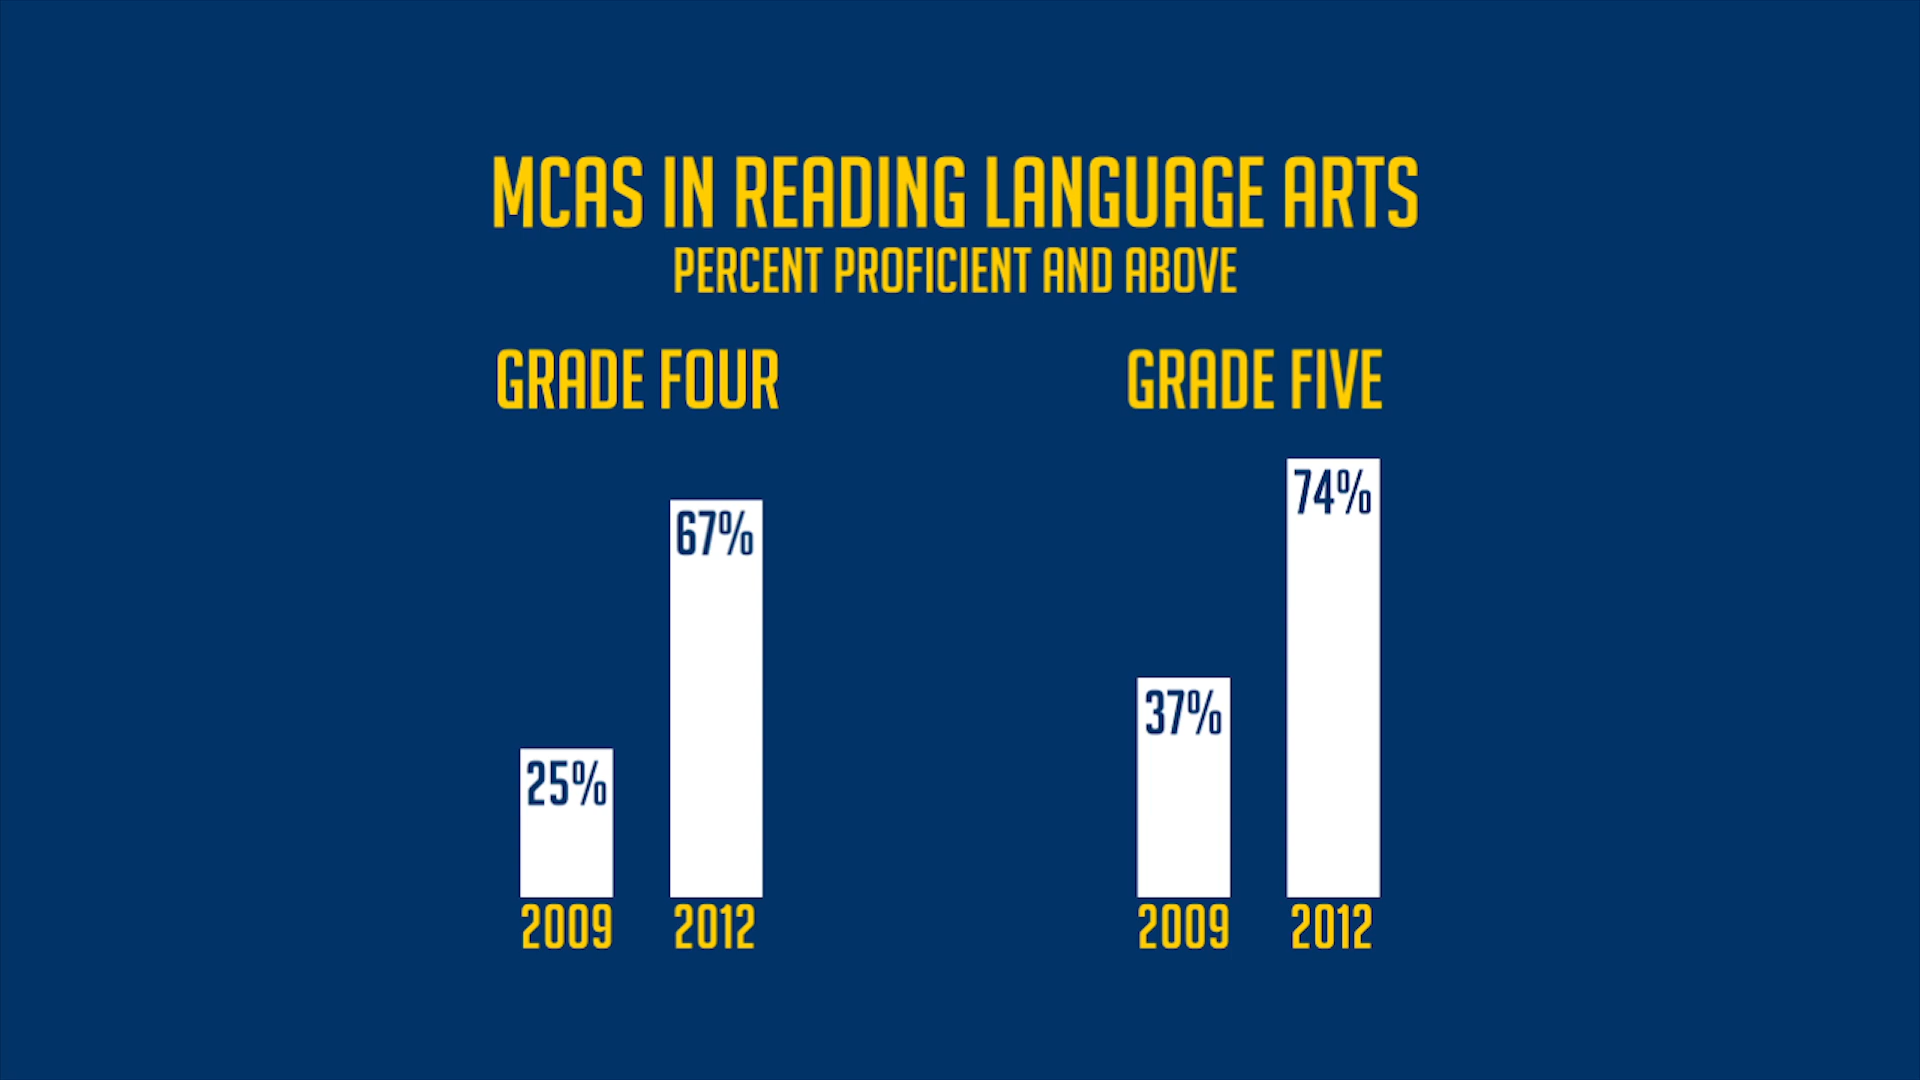 MCAS IN READING LANGUAGE ARTS
PERCENT PROFICIENT AND ABOVE
GRADE FOUR
25%
67%
2009 2012
GRADE FIVE
37%
74%
2009 2012